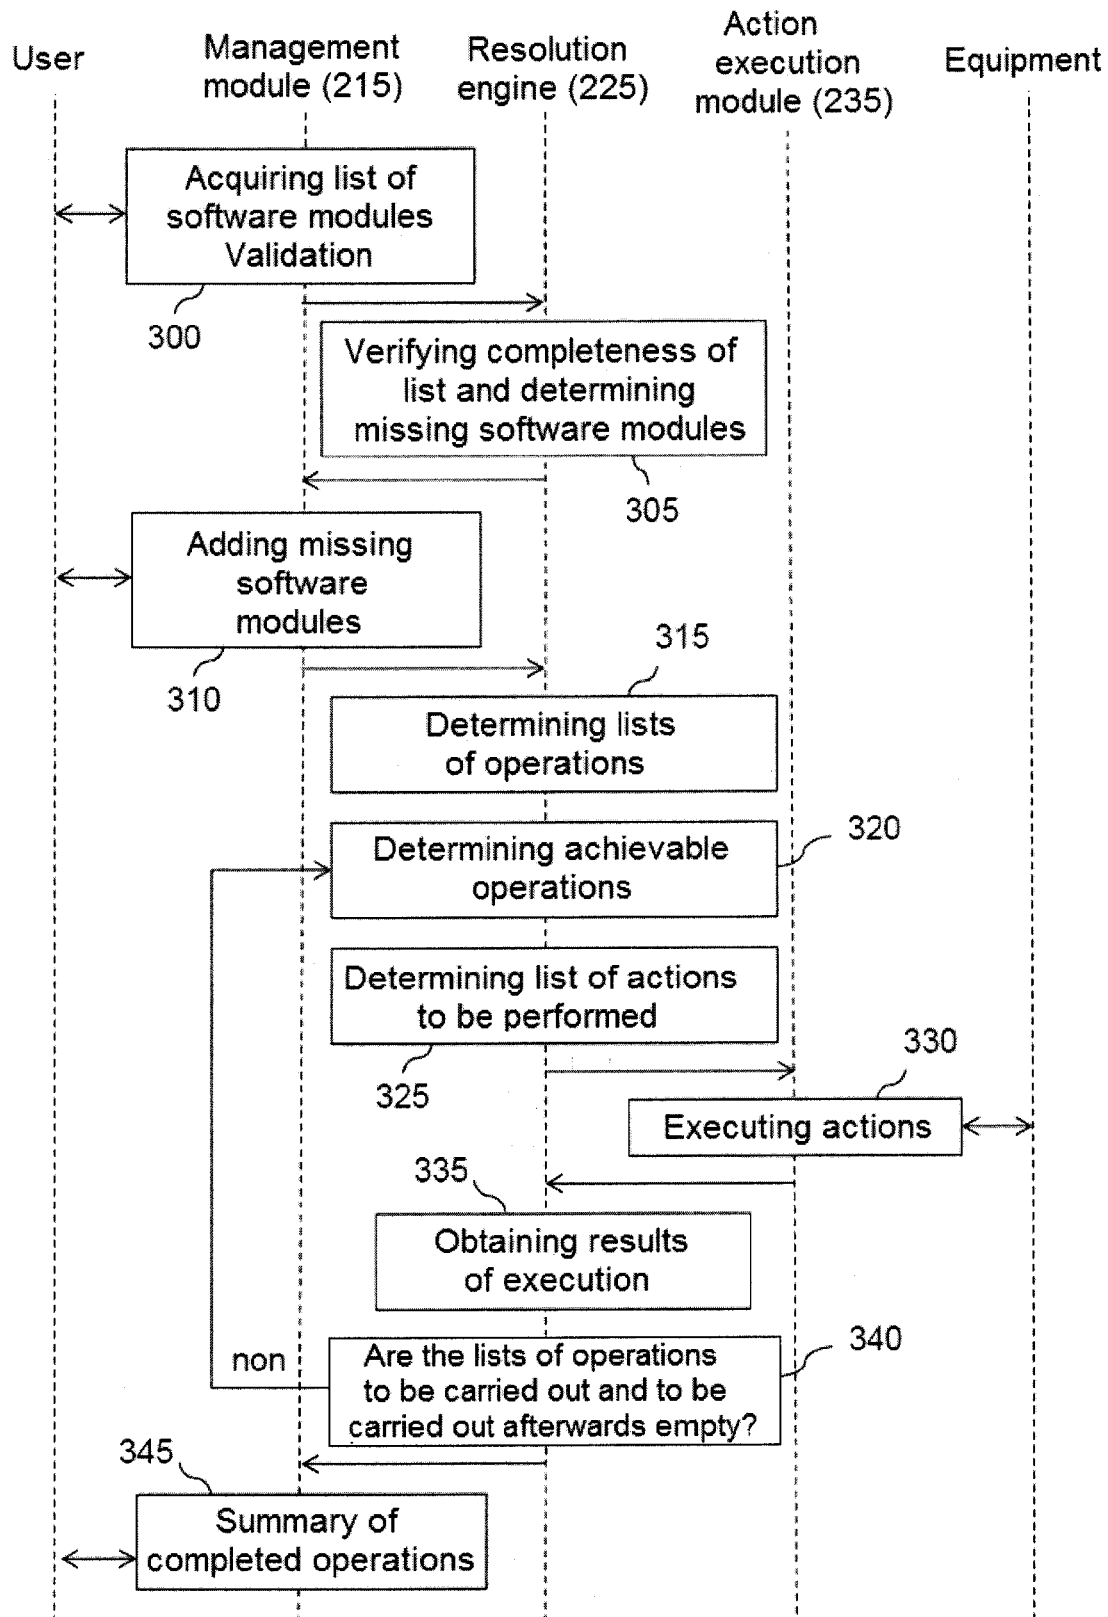 User
Management
module (215)
Resolution
engine (225)
Action
execution
module (235)
Equipment
Acquiring list of
software modules
Validation
300
Verifying completeness of
list and determining
missing software modules
305
Adding missing
software
modules
310
315
Determining lists
of operations
320
Determining achievable
operations
Determining list of actions
to be performed
325
330
Executing actions
335
Obtaining results
of execution
340
non
Are the lists of operations
to be carried out and to be
carried out afterwards empty?
345
Summary of
completed operations